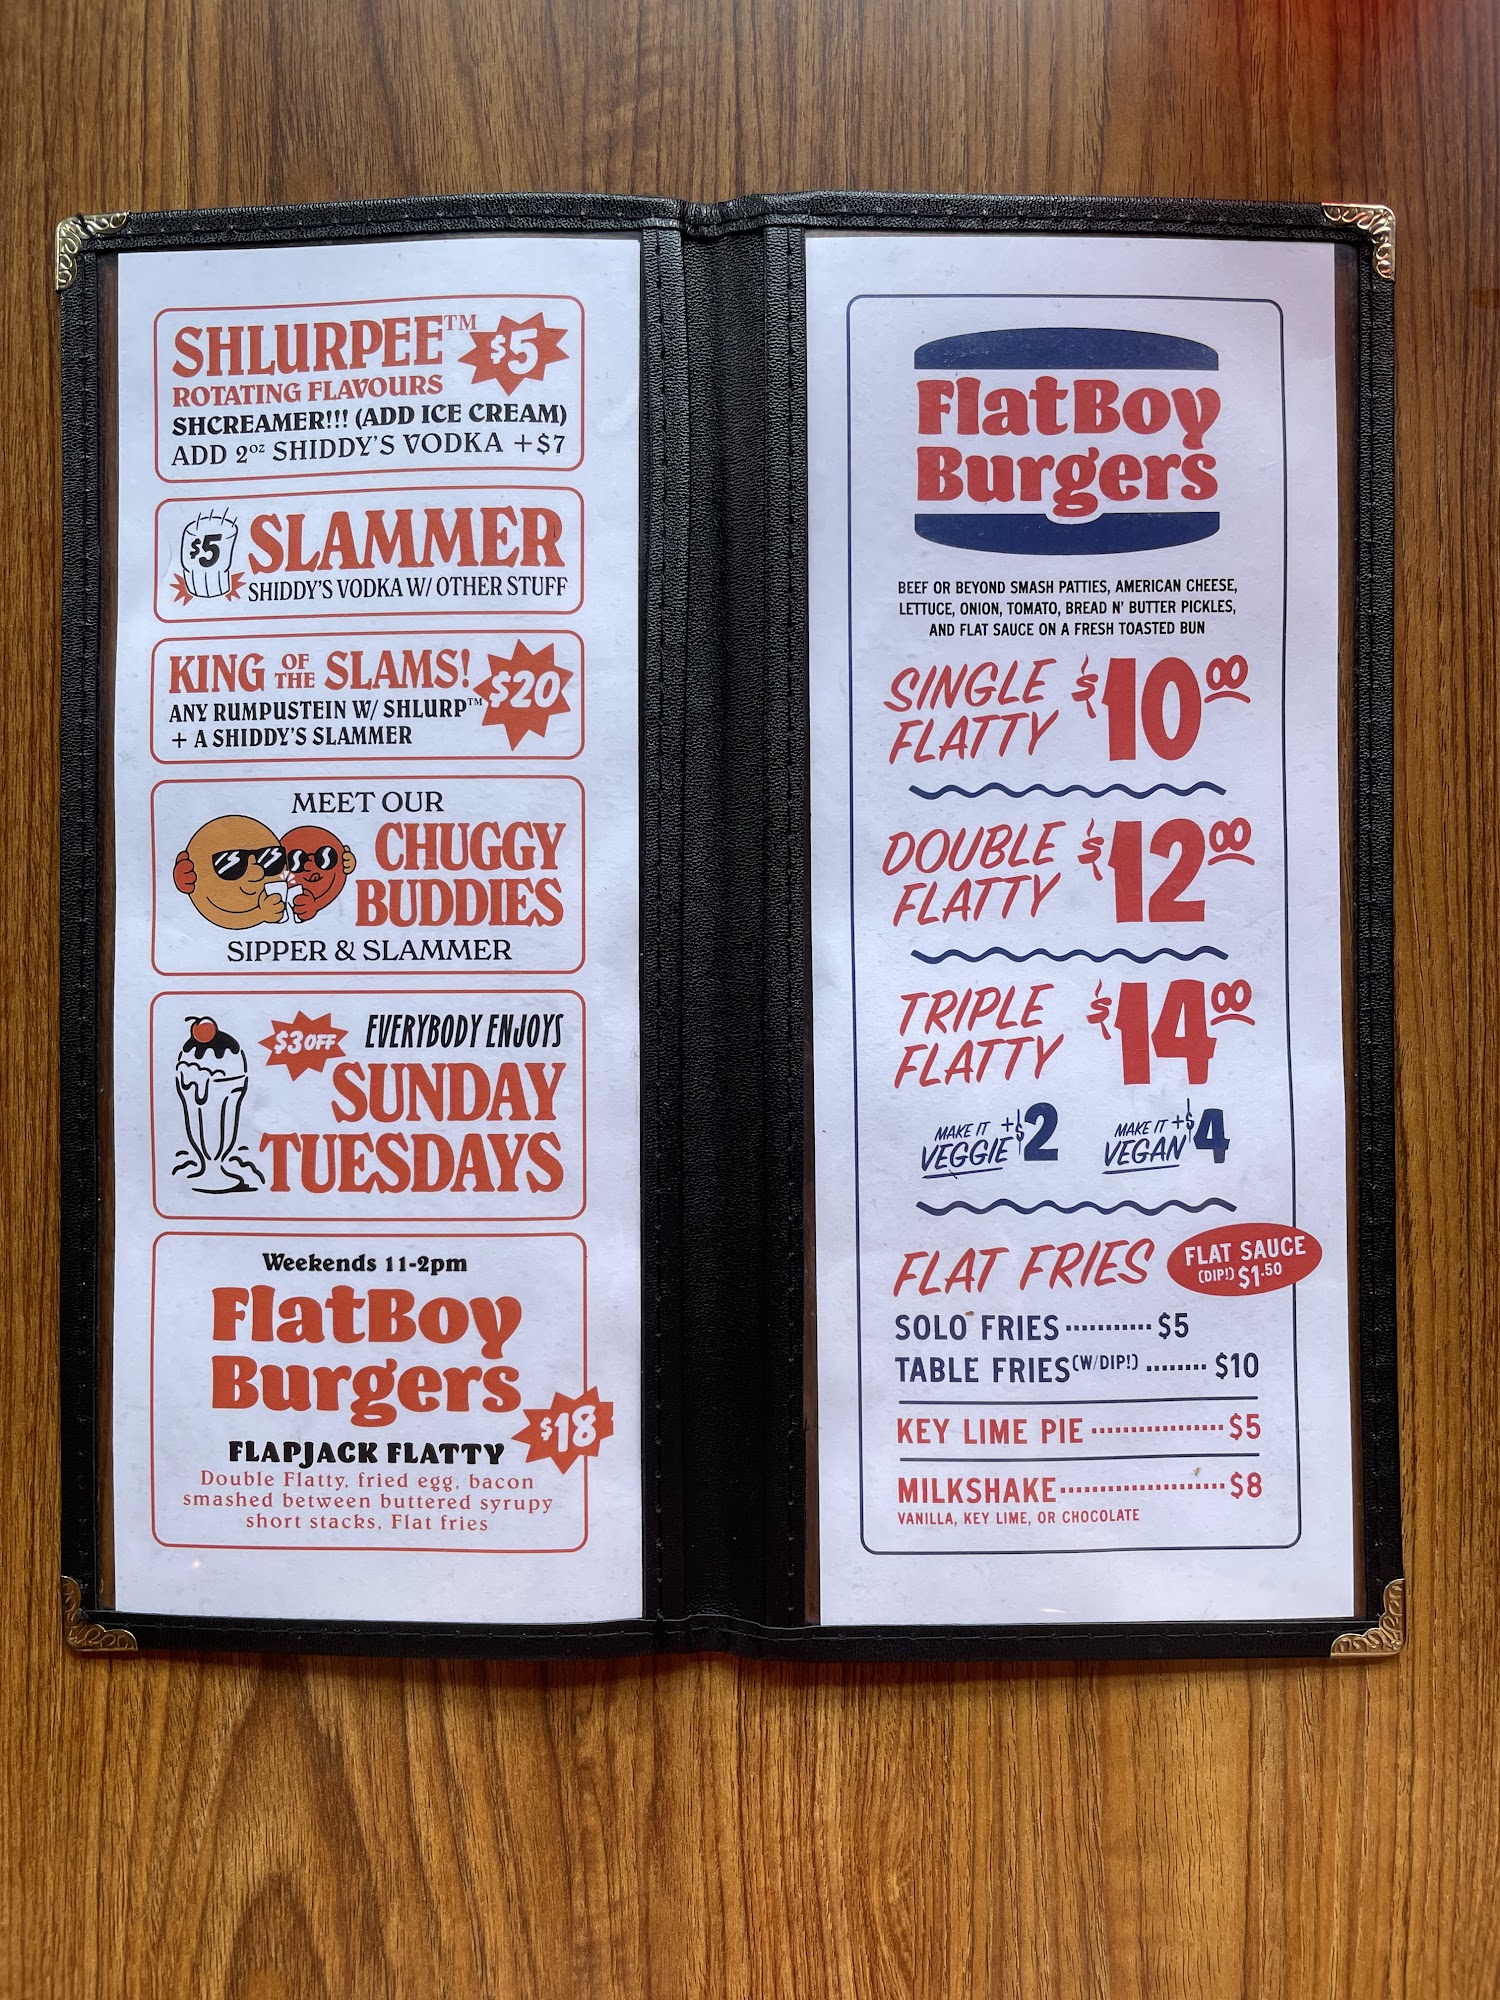 SHLURPEE™ $5
ROTATING FLAVOURS
SHCREAMER!!! (ADD ICE CREAM)
ADD 2oz SHIDDY'S VODKA +$7
$5 SLAMMER
SHIDDY'S VODKA W/ OTHER STUFF
KING OF THE SLAMS! $20
ANY RUMPUSTEIN W/ SHLURP™
+ A SHIDDY'S SLAMMER
MEET OUR
CHUGGY
BUDDIES
SIPPER & SLAMMER
$3 OFF EVERYBODY ENJOYS
SUNDAY
TUESDAYS
Weekends 11-2pm
FlatBoy
Burgers
$18
FLAPJACK FLATTY
Double Flatty, fried egg, bacon
smashed between buttered syrupy
short stacks, Flat fries
FlatBoy
Burgers
BEEF OR BEYOND SMASH PATTIES, AMERICAN CHEESE,
LETTUCE, ONION, TOMATO, BREAD N' BUTTER PICKLES,
AND FLAT SAUCE ON A FRESH TOASTED BUN
SINGLE FLATTY $10.00
DOUBLE FLATTY $12.00
TRIPLE FLATTY $14.00
MAKE IT VEGGIE +$2 MAKE IT VEGAN +$4
FLAT FRIES
FLAT SAUCE
(DIP!) $1.50
SOLO FRIES ........... $5
TABLE FRIES (W/DIP!) ........ $10
KEY LIME PIE ................. $5
MILKSHAKE ..................... $8
VANILLA, KEY LIME, OR CHOCOLATE